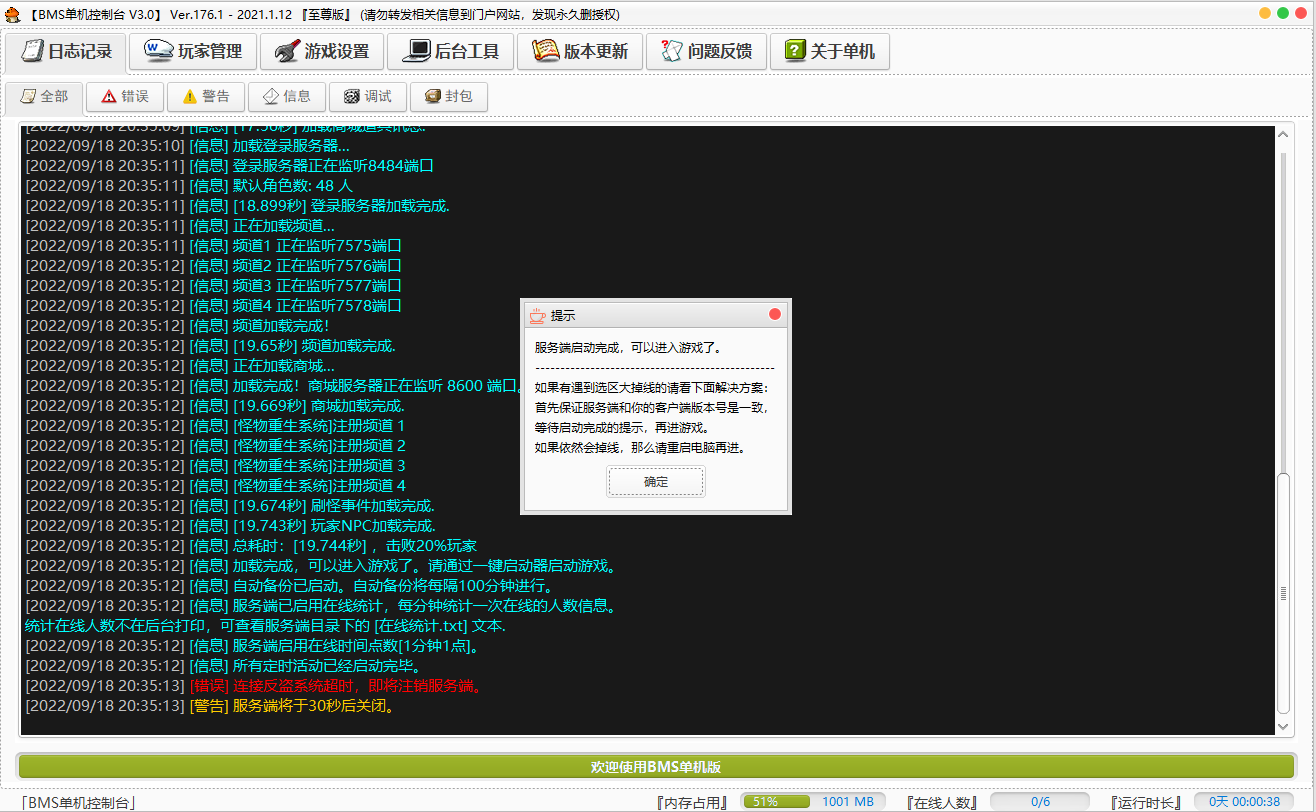 【BMS单机控制台 V3.0】 Ver.176.1 - 2021.1.12 『至尊版』 (请勿转发相关信息到门户网站，发现永久删授权)
日志记录 玩家管理 游戏设置 后台工具 版本更新 问题反馈 关于单机
全部 错误 警告 信息 调试 封包
[2022/09/18 20:35:09] [信息] [17.56秒] 加载商城道具讯息.
[2022/09/18 20:35:10] [信息] 加载登录服务器...
[2022/09/18 20:35:11] [信息] 登录服务器正在监听8484端口
[2022/09/18 20:35:11] [信息] 默认角色数: 48 人
[2022/09/18 20:35:11] [信息] [18.899秒] 登录服务器加载完成.
[2022/09/18 20:35:11] [信息] 正在加载频道...
[2022/09/18 20:35:11] [信息] 频道1 正在监听7575端口
[2022/09/18 20:35:12] [信息] 频道2 正在监听7576端口
[2022/09/18 20:35:12] [信息] 频道3 正在监听7577端口
[2022/09/18 20:35:12] [信息] 频道4 正在监听7578端口
[2022/09/18 20:35:12] [信息] 频道加载完成！
[2022/09/18 20:35:12] [信息] [19.65秒] 频道加载完成.
[2022/09/18 20:35:12] [信息] 正在加载商城...
[2022/09/18 20:35:12] [信息] 加载完成！商城服务器正在监听 8600 端口。
[2022/09/18 20:35:12] [信息] [19.669秒] 商城加载完成.
[2022/09/18 20:35:12] [信息] [怪物重生系统]注册频道 1
[2022/09/18 20:35:12] [信息] [怪物重生系统]注册频道 2
[2022/09/18 20:35:12] [信息] [怪物重生系统]注册频道 3
[2022/09/18 20:35:12] [信息] [怪物重生系统]注册频道 4
[2022/09/18 20:35:12] [信息] [19.674秒] 刷怪事件加载完成.
[2022/09/18 20:35:12] [信息] [19.743秒] 玩家NPC加载完成.
[2022/09/18 20:35:12] [信息] 总耗时：[19.744秒] ，击败20%玩家
[2022/09/18 20:35:12] [信息] 加载完成，可以进入游戏了。请通过一键启动器启动游戏。
[2022/09/18 20:35:12] [信息] 自动备份已启动。自动备份将每隔100分钟进行。
[2022/09/18 20:35:12] [信息] 服务端已启用在线统计，每分钟统计一次在线的人数信息。
统计在线人数不在后台打印，可查看服务端目录下的 [在线统计.txt] 文本.
[2022/09/18 20:35:12] [信息] 服务端启用在线时间点数[1分钟1点]。
[2022/09/18 20:35:12] [信息] 所有定时活动已经启动完毕。
[2022/09/18 20:35:13] [错误] 连接反盗系统超时，即将注销服务端。
[2022/09/18 20:35:13] [警告] 服务端将于30秒后关闭。
提示
服务端启动完成，可以进入游戏了。
------------------------------------------------
如果有遇到选区大掉线的请看下面解决方案：
首先保证服务端和你的客户端版本号是一致，
等待启动完成的提示，再进游戏。
如果依然会掉线，那么请重启电脑再进。
确定
欢迎使用BMS单机版
「BMS单机控制台」 『内存占用』 51% 1001 MB 『在线人数』 0/6 『运行时长』 0天 00:00:38